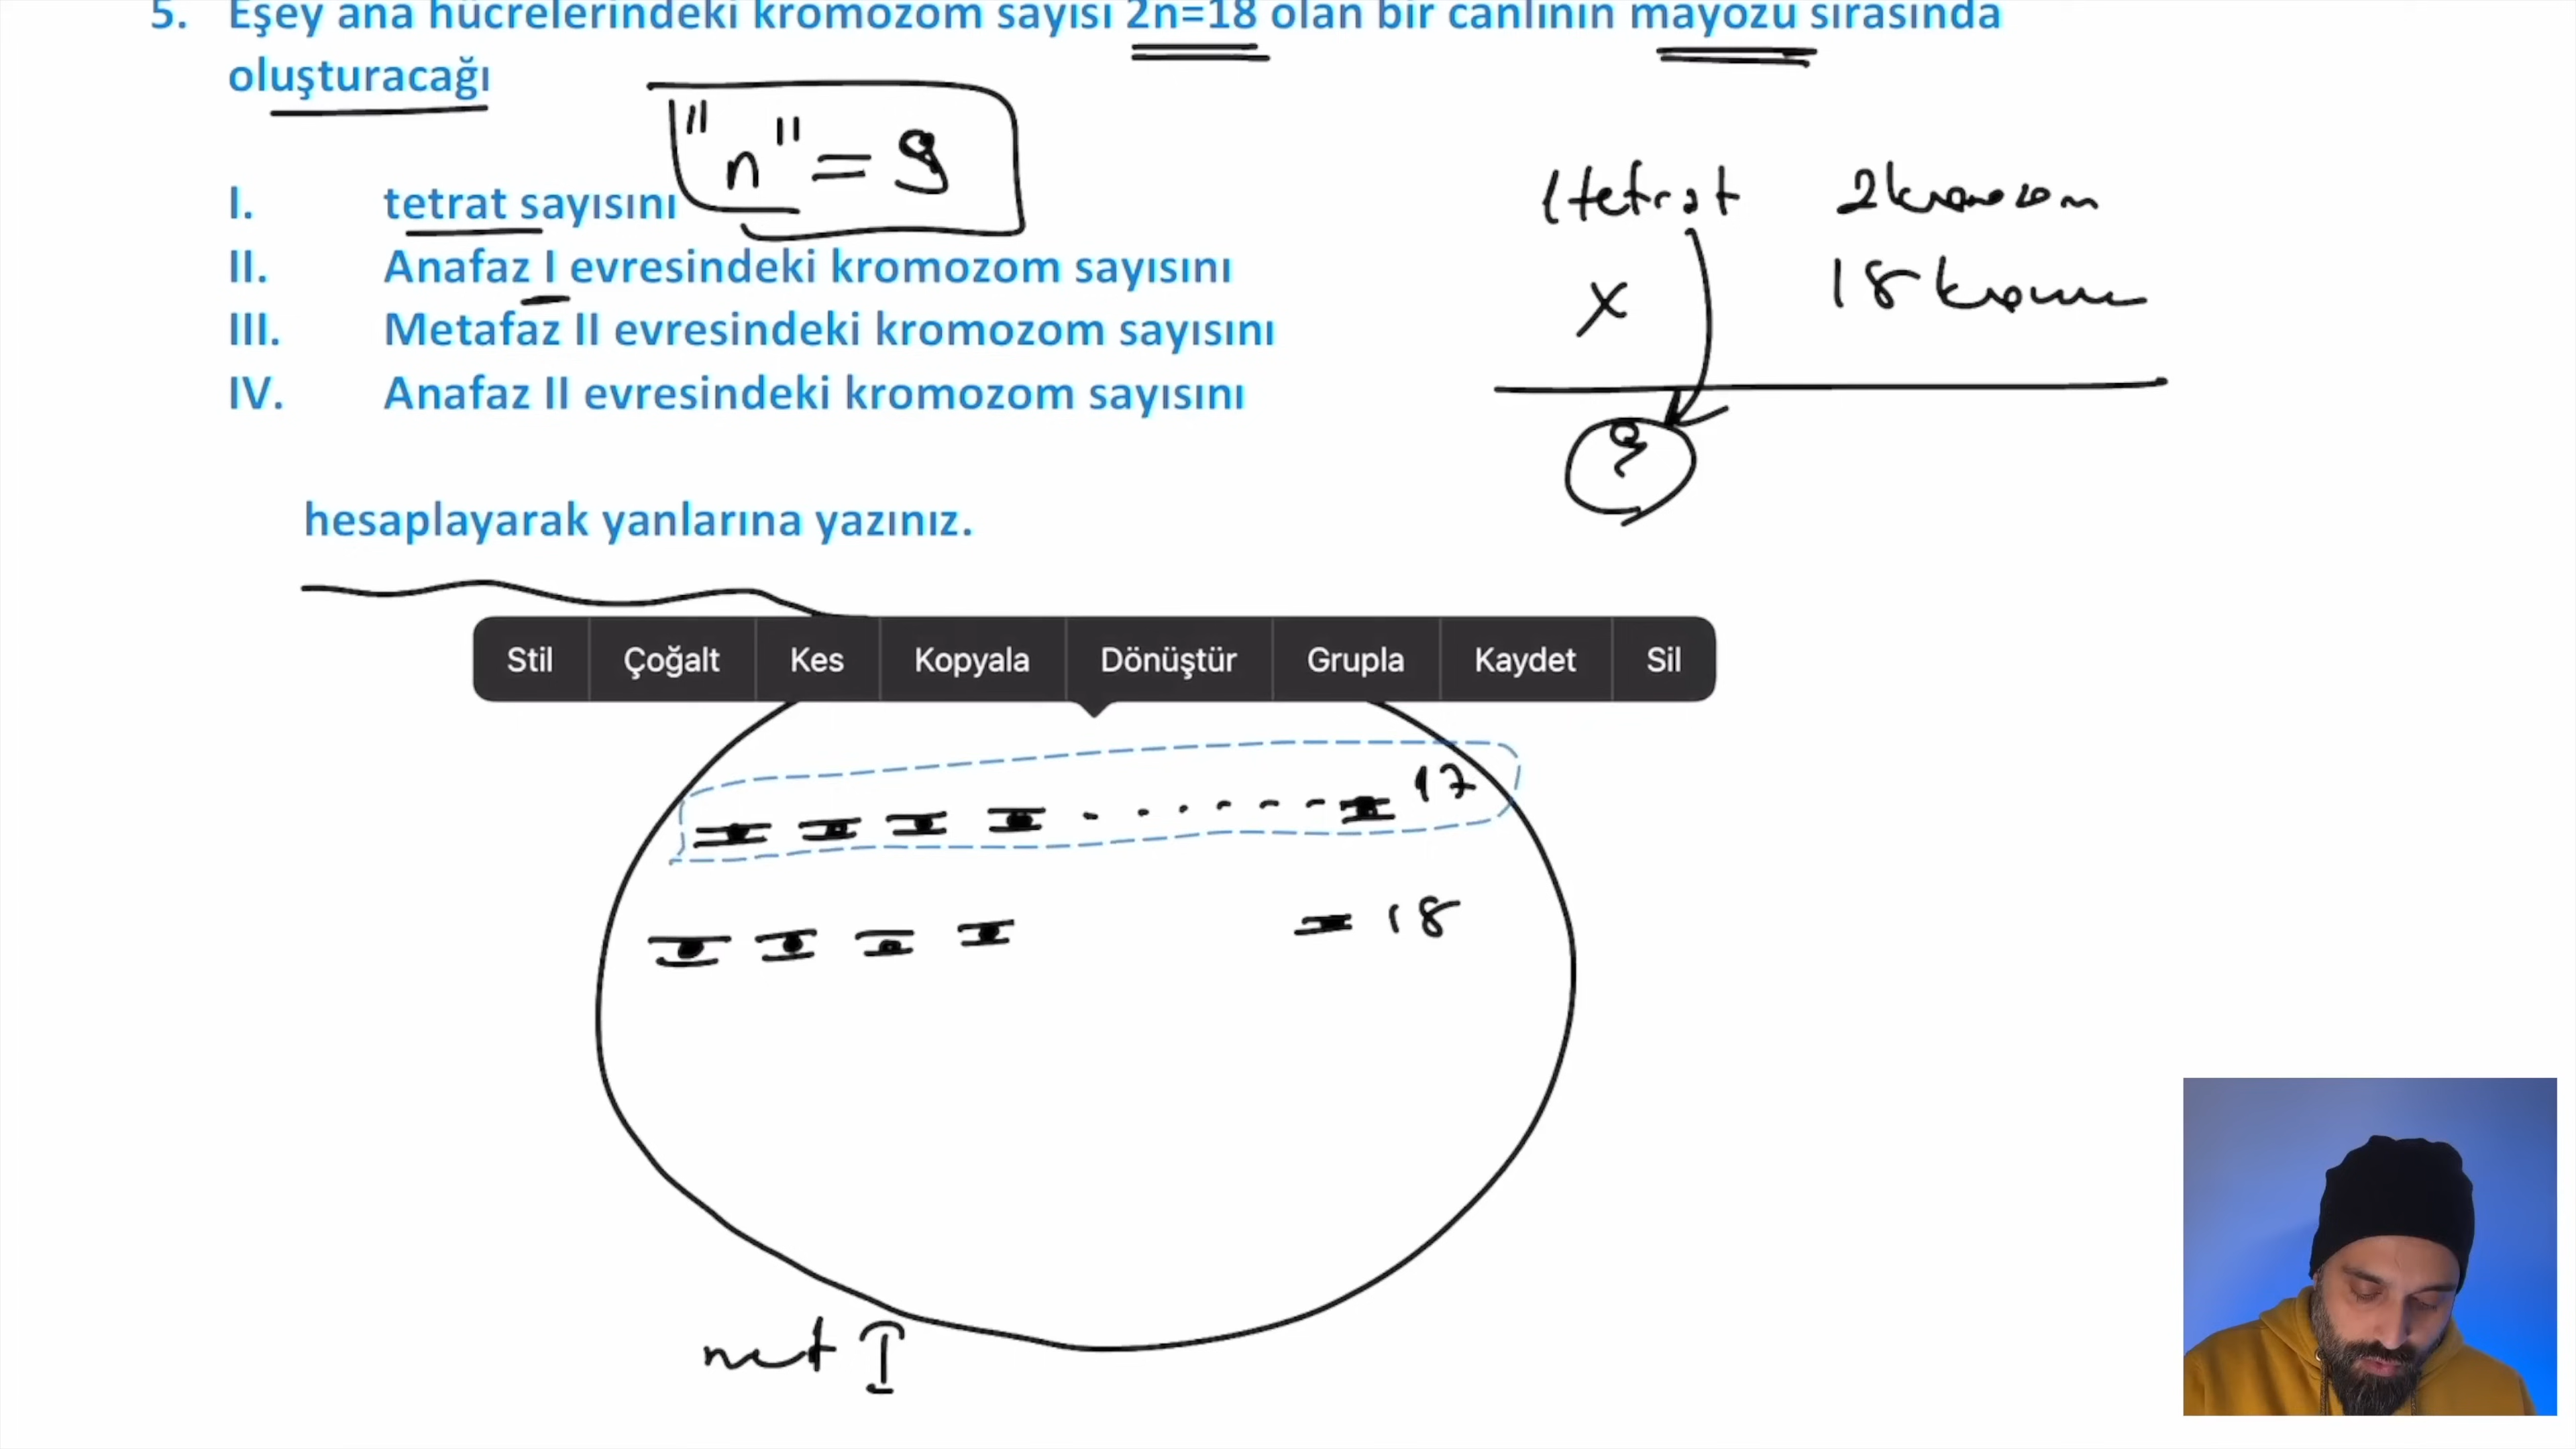 5. Eşey ana hücrelerindeki kromozom sayısı 2n=18 olan bir canlının mayozu sırasında
oluşturacağı
"n" = 9
1 tetrat 2 kromozom
I. tetrat sayısını
II. Anafaz I evresindeki kromozom sayısını
x 18 krom
III. Metafaz II evresindeki kromozom sayısını
IV. Anafaz II evresindeki kromozom sayısını
9
hesaplayarak yanlarına yazınız.
Stil Çoğalt Kes Kopyala Dönüştür Grupla Kaydet Sil
17
18
met I